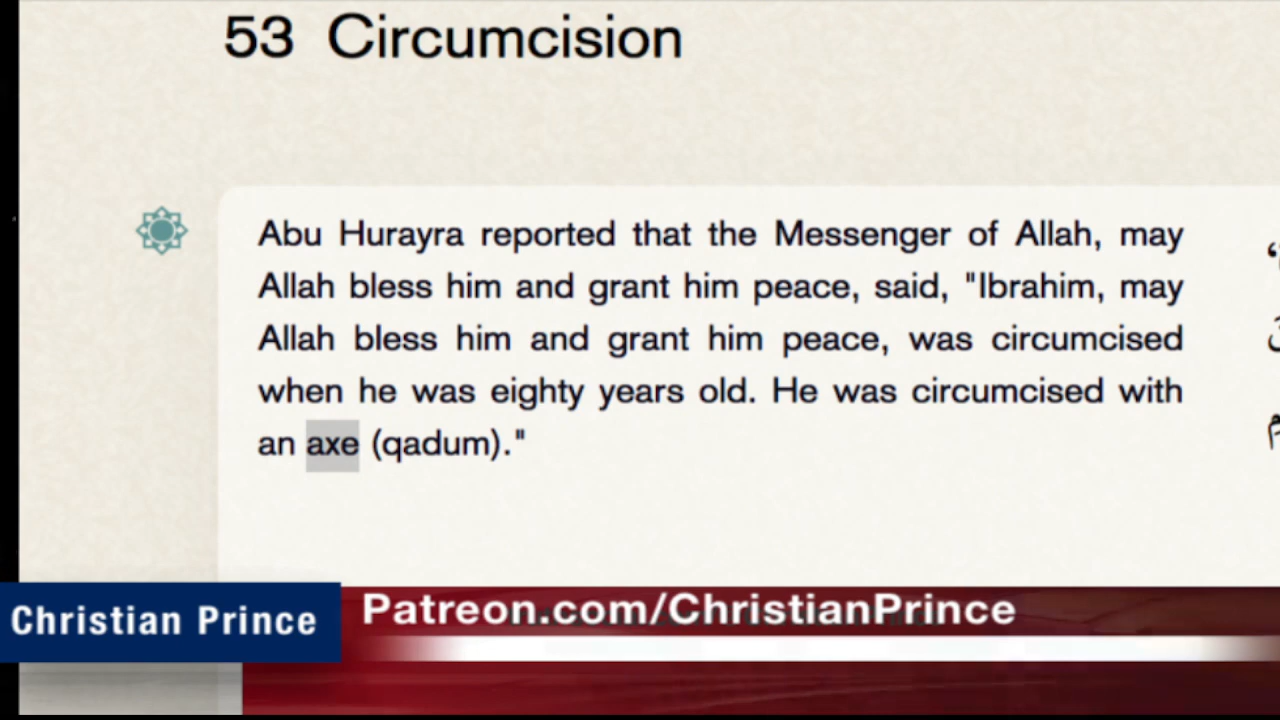 53 Circumcision
Abu Hurayra reported that the Messenger of Allah, may
Allah bless him and grant him peace, said, "Ibrahim, may
Allah bless him and grant him peace, was circumcised
when he was eighty years old. He was circumcised with
an axe (qadum)."
Christian Prince
Patreon.com/ChristianPrince